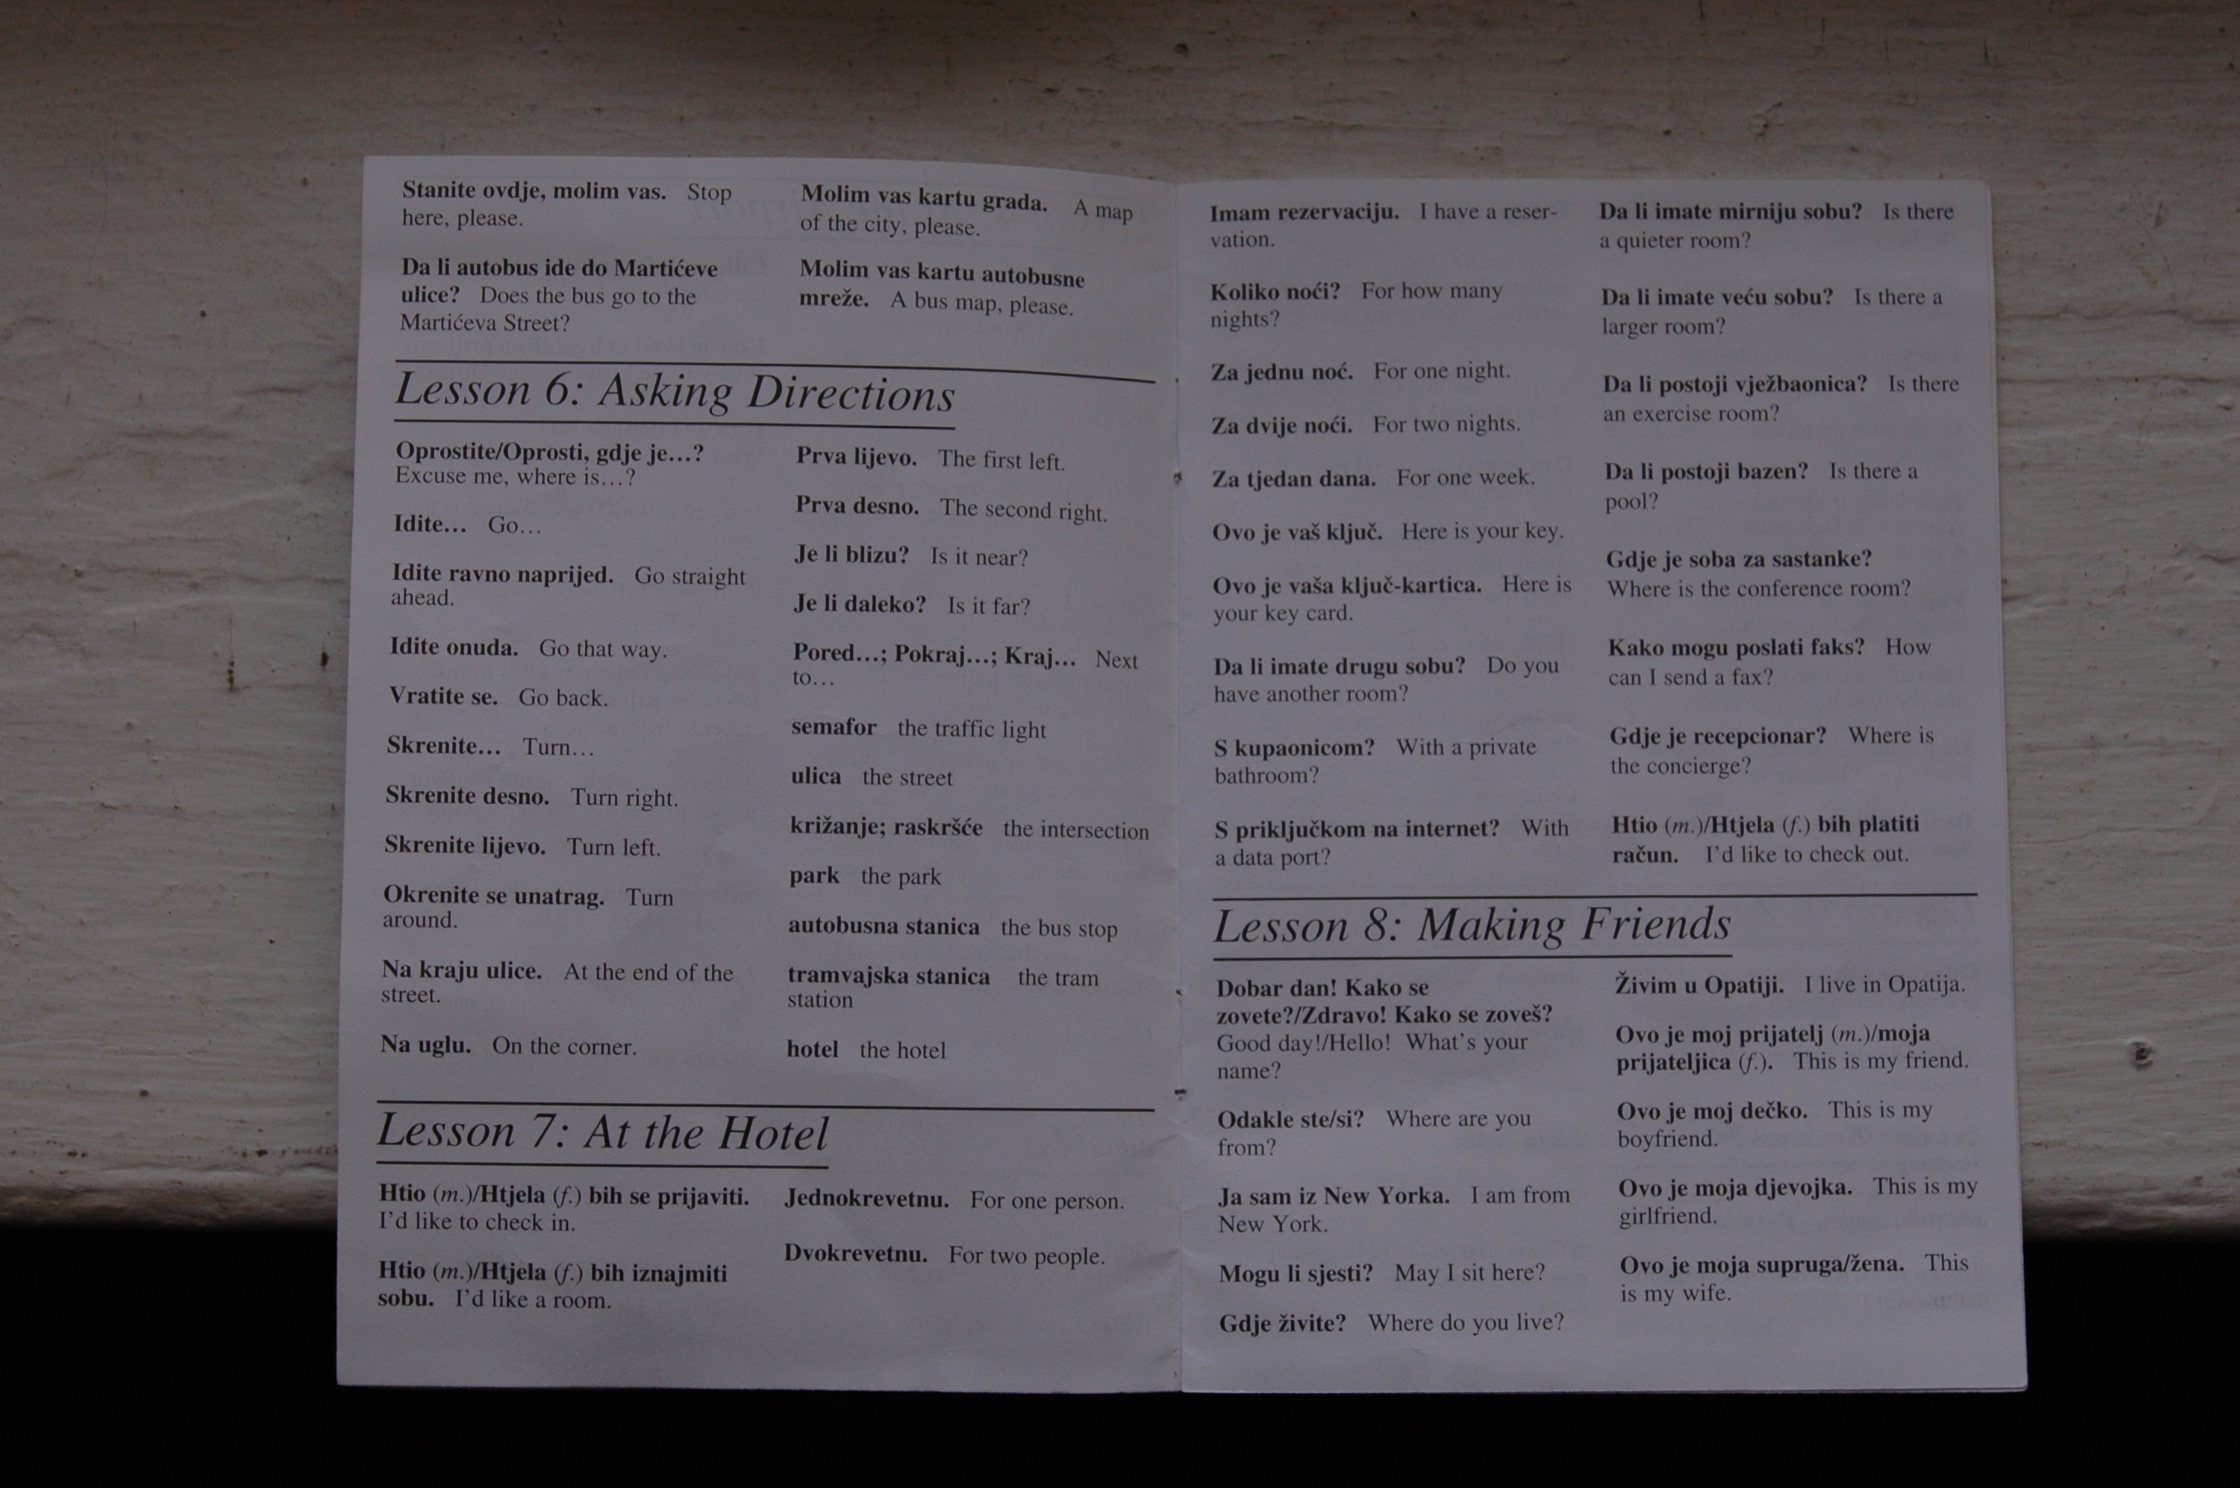 Stanite ovdje, molim vas. Stop
here, please.
Da li autobus ide do Martićeve
ulice? Does the bus go to the
Martićeva Street?
Molim vas kartu grada. A map
of the city, please.
Molim vas kartu autobusne
mreže. A bus map, please.
Lesson 6: Asking Directions
Oprostite/Oprosti, gdje je…?
Excuse me, where is…?
Idite… Go…
Idite ravno naprijed. Go straight
ahead.
Idite onuda. Go that way.
Vratite se. Go back.
Skrenite… Turn…
Skrenite desno. Turn right.
Skrenite lijevo. Turn left.
Okrenite se unatrag. Turn
around.
Na kraju ulice. At the end of the
street.
Na uglu. On the corner.
Prva lijevo. The first left.
Prva desno. The second right.
Je li blizu? Is it near?
Je li daleko? Is it far?
Pored…; Pokraj…; Kraj… Next
to…
semafor the traffic light
ulica the street
križanje; raskršće the intersection
park the park
autobusna stanica the bus stop
tramvajska stanica the tram
station
hotel the hotel
Lesson 7: At the Hotel
Htio (m.)/Htjela (f.) bih se prijaviti.
I'd like to check in.
Htio (m.)/Htjela (f.) bih iznajmiti
sobu. I'd like a room.
Jednokrevetnu. For one person.
Dvokrevetnu. For two people.
Imam rezervaciju. I have a reser-
vation.
Koliko noći? For how many
nights?
Za jednu noć. For one night.
Za dvije noći. For two nights.
Za tjedan dana. For one week.
Ovo je vaš ključ. Here is your key.
Ovo je vaša ključ-kartica. Here is
your key card.
Da li imate drugu sobu? Do you
have another room?
S kupaonicom? With a private
bathroom?
S priključkom na internet? With
a data port?
Da li imate mirniju sobu? Is there
a quieter room?
Da li imate veću sobu? Is there a
larger room?
Da li postoji vježbaonica? Is there
an exercise room?
Da li postoji bazen? Is there a
pool?
Gdje je soba za sastanke?
Where is the conference room?
Kako mogu poslati faks? How
can I send a fax?
Gdje je recepcionar? Where is
the concierge?
Htio (m.)/Htjela (f.) bih platiti
račun. I'd like to check out.
Lesson 8: Making Friends
Dobar dan! Kako se
zovete?/Zdravo! Kako se zoveš?
Good day!/Hello! What's your
name?
Odakle ste/si? Where are you
from?
Ja sam iz New Yorka. I am from
New York.
Mogu li sjesti? May I sit here?
Gdje živite? Where do you live?
Živim u Opatiji. I live in Opatija.
Ovo je moj prijatelj (m.)/moja
prijateljica (f.). This is my friend.
Ovo je moj dečko. This is my
boyfriend.
Ovo je moja djevojka. This is my
girlfriend.
Ovo je moja supruga/žena. This
is my wife.